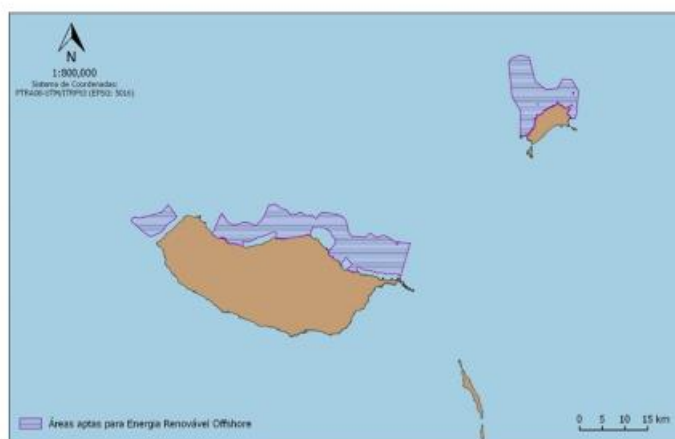 N
1:800,000
Sistema de Coordenadas:
PTRA08-UTM/ITRF93 (EPSG: 5016)
Áreas aptas para Energia Renovável Offshore
0 5 10 15 km